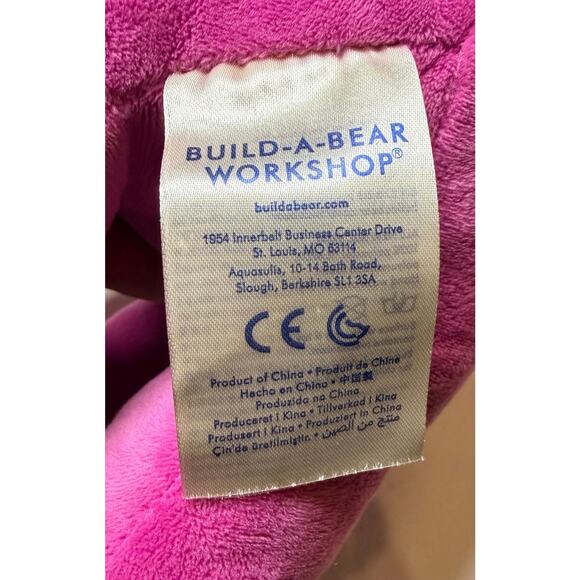 BUILD-A-BEAR
WORKSHOP®
buildabear.com
1954 Innerbelt Business Center Drive
St. Louis, MO 63114
Aquasulis, 10-14 Bath Road,
Slough, Berkshire SL1 3SA
CE
Product of China • Produit de Chine
Hecho en China • 中国製
Produzido na China
Produceret i Kina • Tillverkad i Kina
Produsert i Kina • Produziert in China
Çin'de üretilmiştir. • منتج من الصين